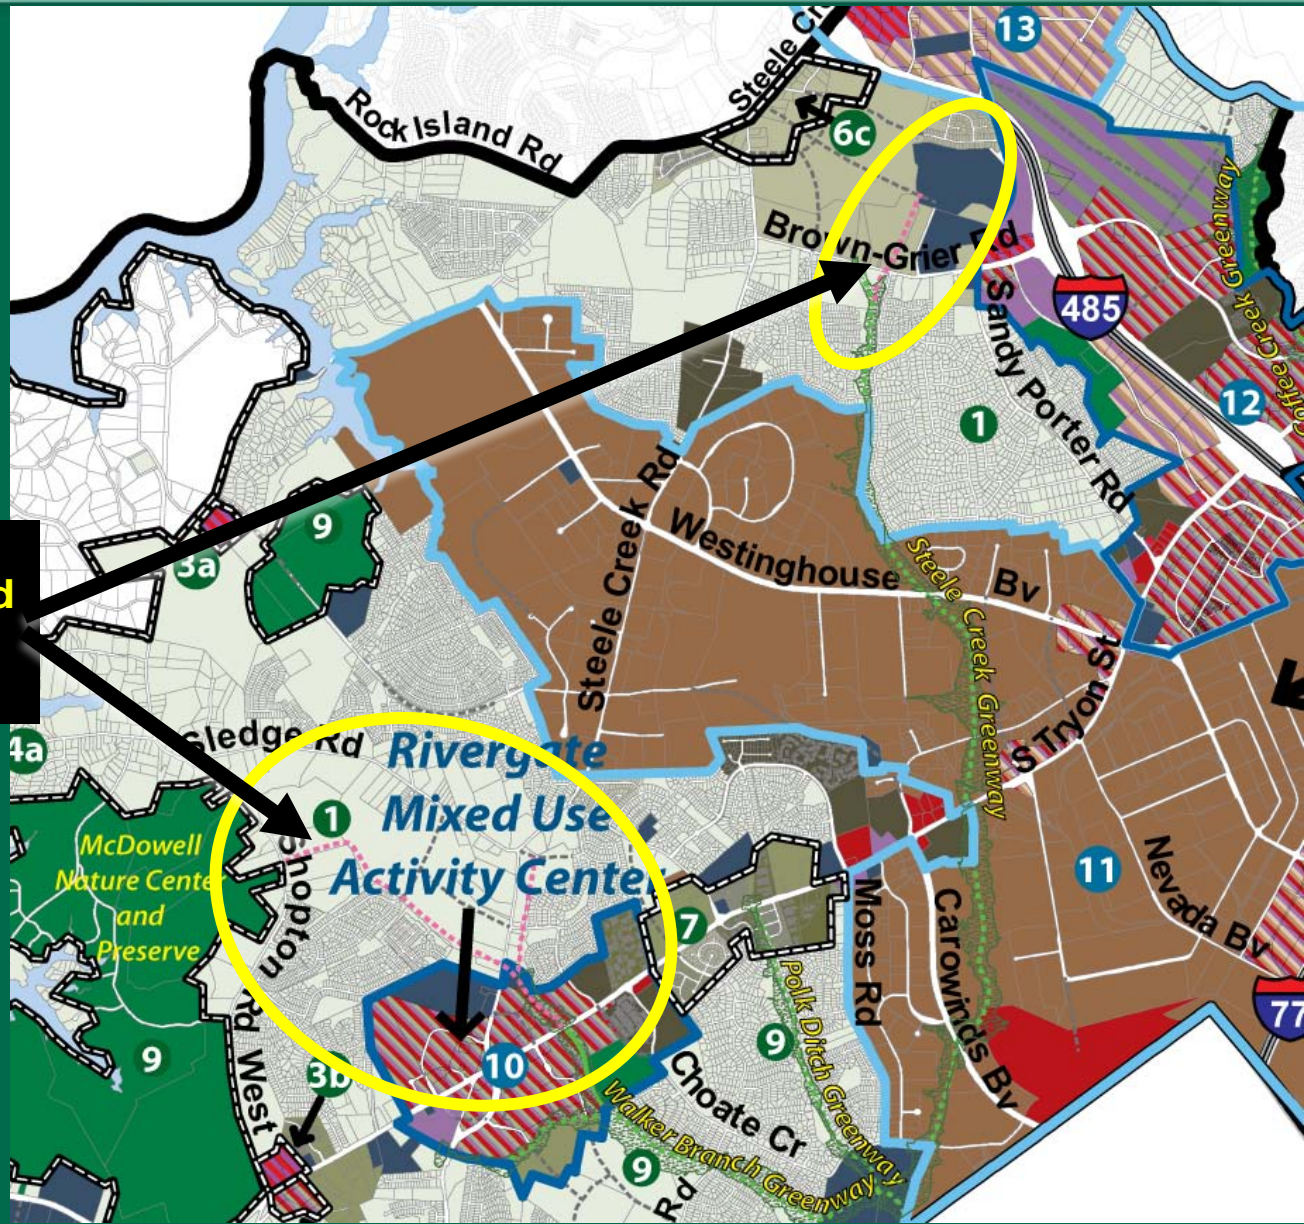 13
Steele Cr
Rock Island Rd
6c
Coffee Creek Greenway
Brown-Grier Rd
485
Sandy Porter Rd
12
1
9
3a
d
Steele Creek Rd
Westinghouse Bv
Steele Creek Greenway
S Tryon St
4a
Sledge Rd
Rivergate
Mixed Use
Activity Center
1
McDowell
Nature Cente
and
Preserve
Shopton Rd West
7
Moss Rd
Carowinds Bv
11
Nevada Bv
77
9
9
Polk Ditch Greenway
10
3b
Choate Cr
Walker Branch Greenway
9
Rd